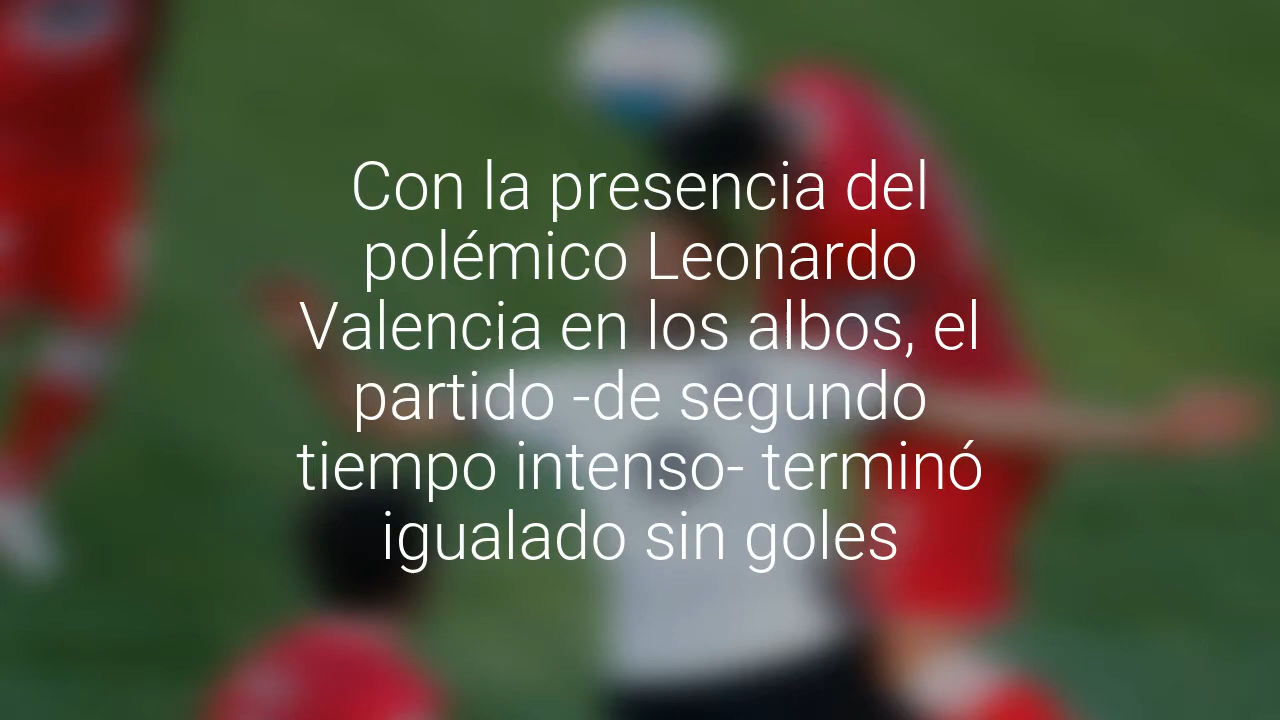 Con la presencia del
polémico Leonardo
Valencia en los albos, el
partido -de segundo
tiempo intenso- terminó
igualado sin goles